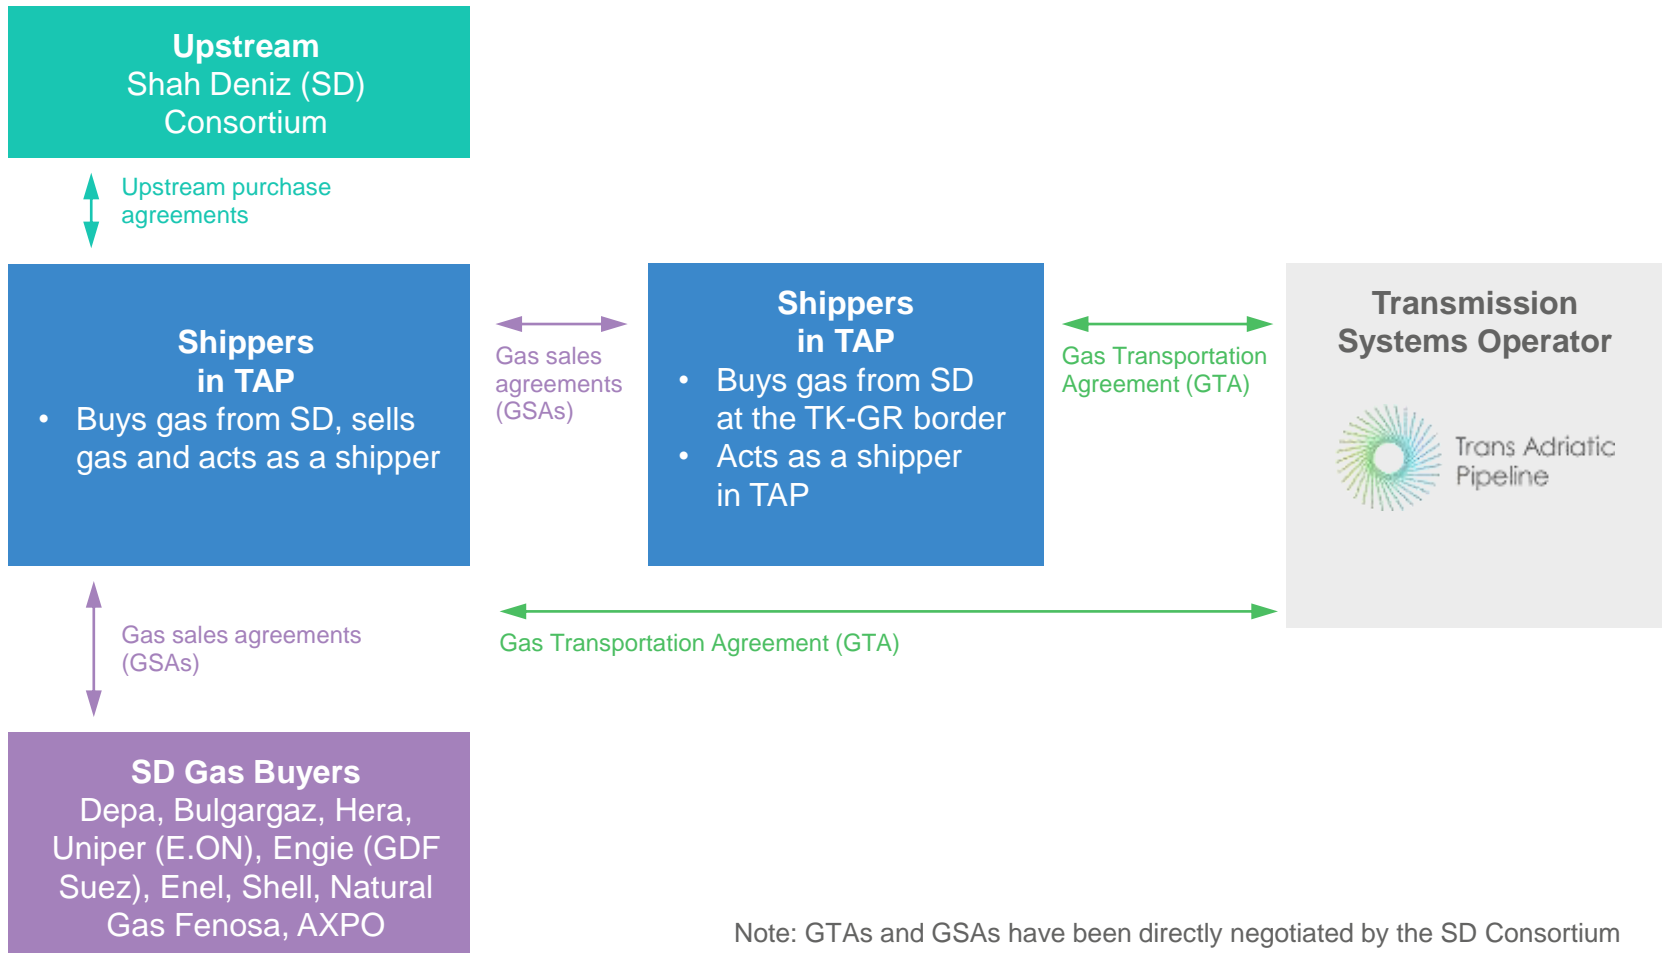 Upstream
Shah Deniz (SD)
Consortium
Upstream purchase
agreements
Shippers
in TAP
• Buys gas from SD, sells
gas and acts as a shipper
Gas sales
agreements
(GSAs)
Shippers
in TAP
• Buys gas from SD
at the TK-GR border
• Acts as a shipper
in TAP
Gas Transportation
Agreement (GTA)
Transmission
Systems Operator
Trans Adriatic
Pipeline
Gas sales agreements
(GSAs)
Gas Transportation Agreement (GTA)
SD Gas Buyers
Depa, Bulgargaz, Hera,
Uniper (E.ON), Engie (GDF
Suez), Enel, Shell, Natural
Gas Fenosa, AXPO
Note: GTAs and GSAs have been directly negotiated by the SD Consortium